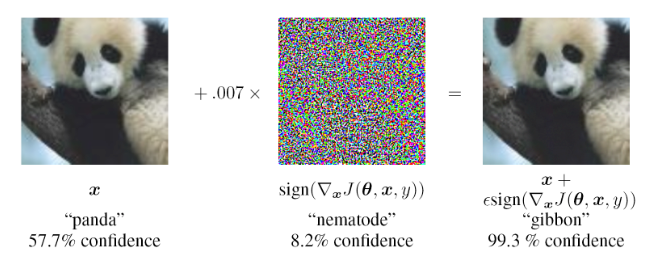 + .007 ×
=
x
“panda”
57.7% confidence
sign(∇ₓJ(θ, x, y))
“nematode”
8.2% confidence
x +
ϵsign(∇ₓJ(θ, x, y))
“gibbon”
99.3 % confidence